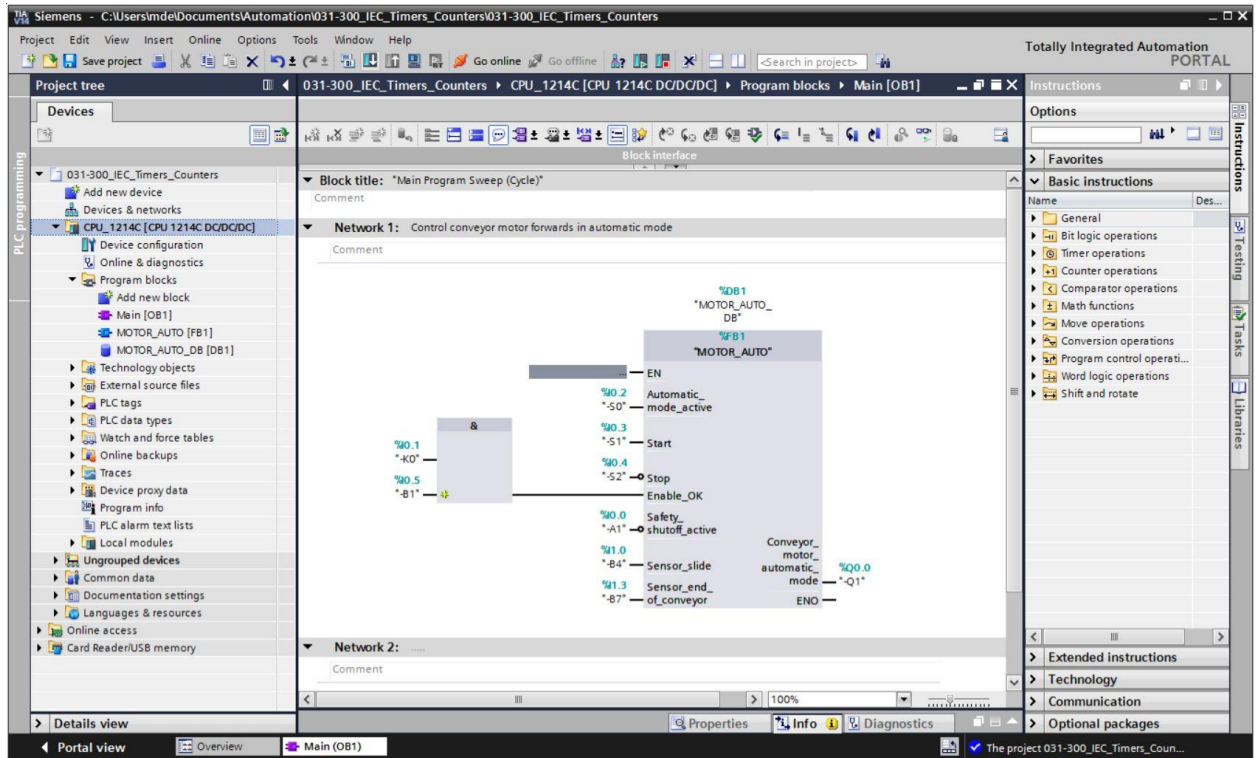 TIA V14 Siemens - C:\Users\mde\Documents\Automation\031-300_IEC_Timers_Counters\031-300_IEC_Timers_Counters
Project Edit View Insert Online Options Tools Window Help
Totally Integrated Automation
PORTAL
Save project
Go online
Go offline
<Search in project>
Project tree
Devices
PLC programming
031-300_IEC_Timers_Counters
Add new device
Devices & networks
CPU_1214C [CPU 1214C DC/DC/DC]
Device configuration
Online & diagnostics
Program blocks
Add new block
Main [OB1]
MOTOR_AUTO [FB1]
MOTOR_AUTO_DB [DB1]
Technology objects
External source files
PLC tags
PLC data types
Watch and force tables
Online backups
Traces
Device proxy data
Program info
PLC alarm text lists
Local modules
Ungrouped devices
Common data
Documentation settings
Languages & resources
Online access
Card Reader/USB memory
Details view
031-300_IEC_Timers_Counters CPU_1214C [CPU 1214C DC/DC/DC] Program blocks Main [OB1]
Block interface
Block title: "Main Program Sweep (Cycle)"
Comment
Network 1: Control conveyor motor forwards in automatic mode
Comment
%DB1
"MOTOR_AUTO_
DB"
%FB1
"MOTOR_AUTO"
... EN
%I0.2
"-S0"
Automatic_
mode_active
%I0.3
"-S1" Start
%I0.4
"-S2" Stop
&
%I0.1
"-K0"
%I0.5
"-B1"
Enable_OK
%I0.0
"-A1"
Safety_
shutoff_active
%I1.0
"-B4" Sensor_slide
%I1.3
"-B7"
Sensor_end_
of_conveyor
Conveyor_
motor_
automatic_
mode
%Q0.0
"-Q1"
ENO
Network 2: .....
Comment
100%
Properties Info Diagnostics
Instructions
Options
Favorites
Basic instructions
Name Des...
General
Bit logic operations
Timer operations
Counter operations
Comparator operations
Math functions
Move operations
Conversion operations
Program control operati...
Word logic operations
Shift and rotate
Extended instructions
Technology
Communication
Optional packages
Instructions
Testing
Tasks
Libraries
Portal view Overview Main (OB1)
The project 031-300_IEC_Timers_Coun...